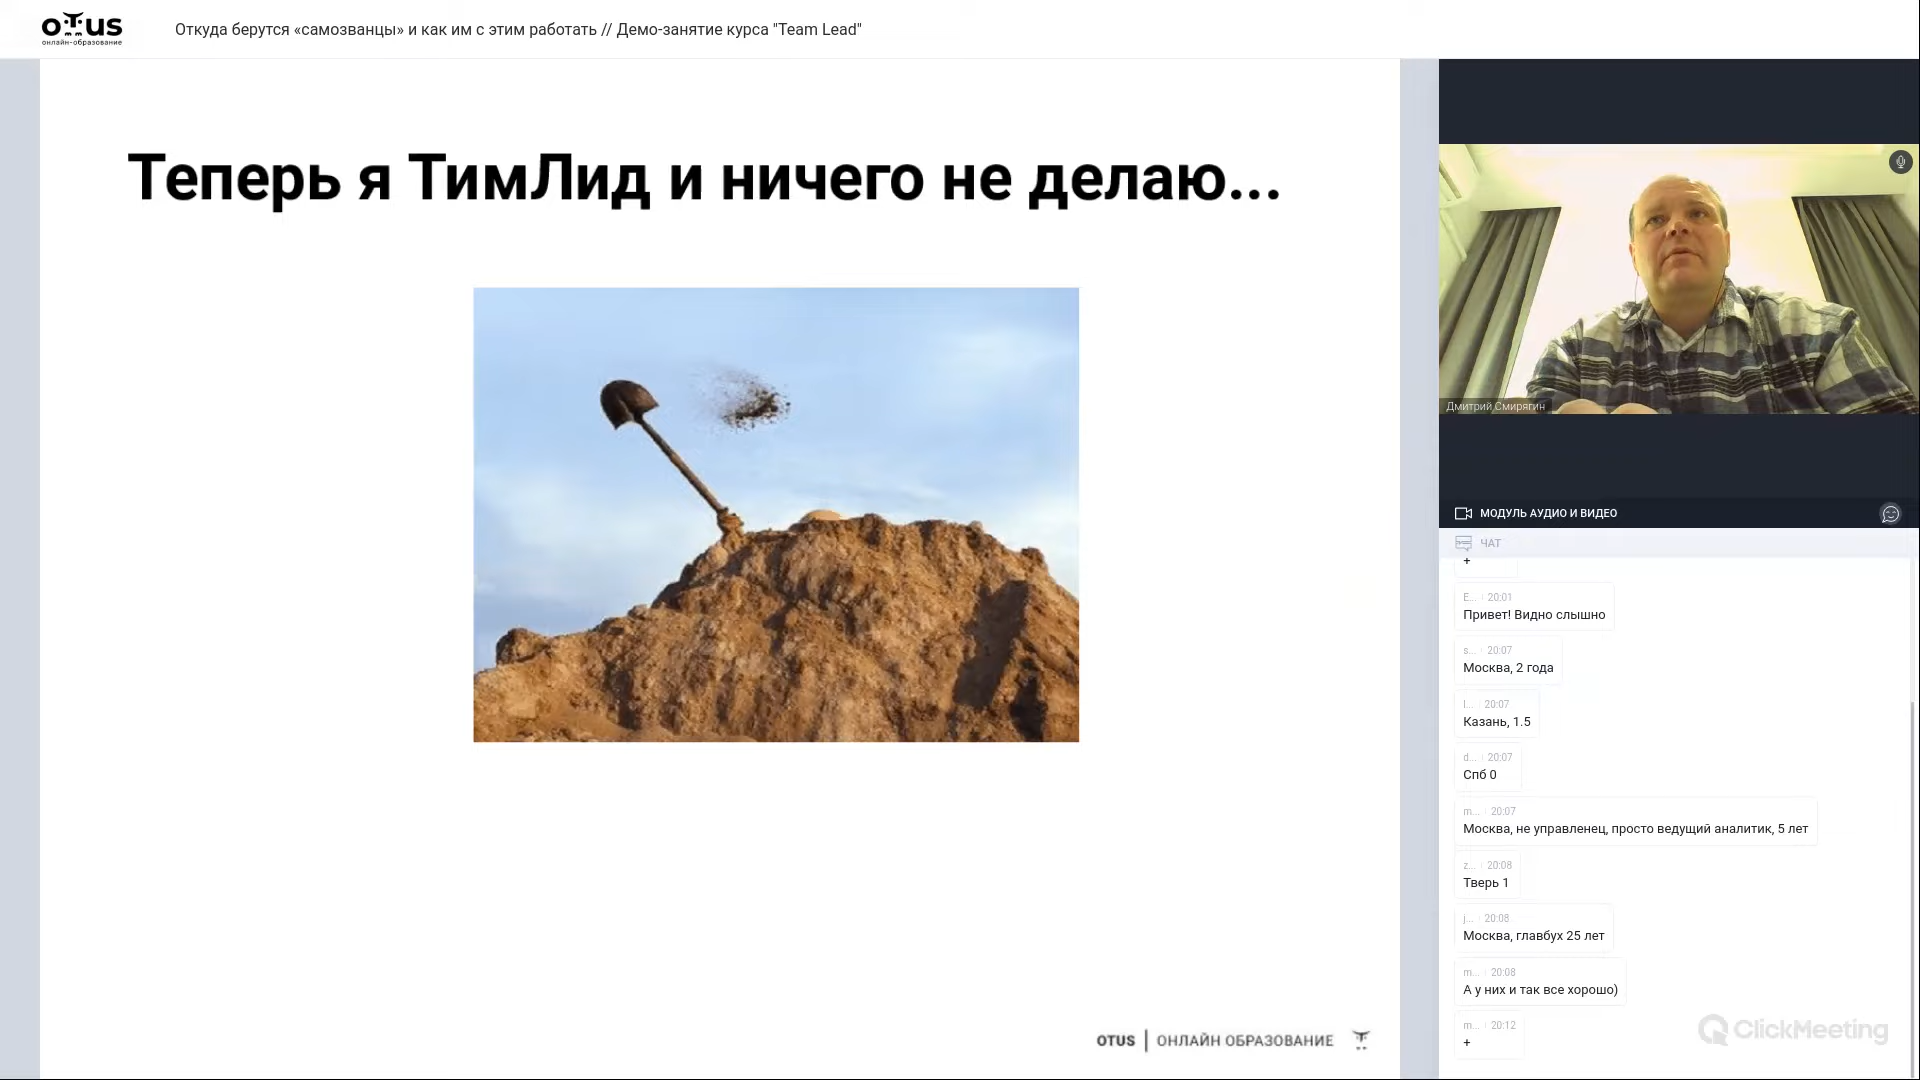 OTUS
онлайн-образование
Откуда берутся «самозванцы» и как им с этим работать // Демо-занятие курса "Team Lead"
Теперь я ТимЛид и ничего не делаю...
OTUS | ОНЛАЙН ОБРАЗОВАНИЕ
Дмитрий Смирягин
МОДУЛЬ АУДИО И ВИДЕО
ЧАТ
+
E... 20:01
Привет! Видно слышно
s... 20:07
Москва, 2 года
l... 20:07
Казань, 1.5
d... 20:07
Спб 0
m... 20:07
Москва, не управленец, просто ведущий аналитик, 5 лет
z... 20:08
Тверь 1
j... 20:08
Москва, главбух 25 лет
m... 20:08
А у них и так все хорошо)
m... 20:12
+
ClickMeeting